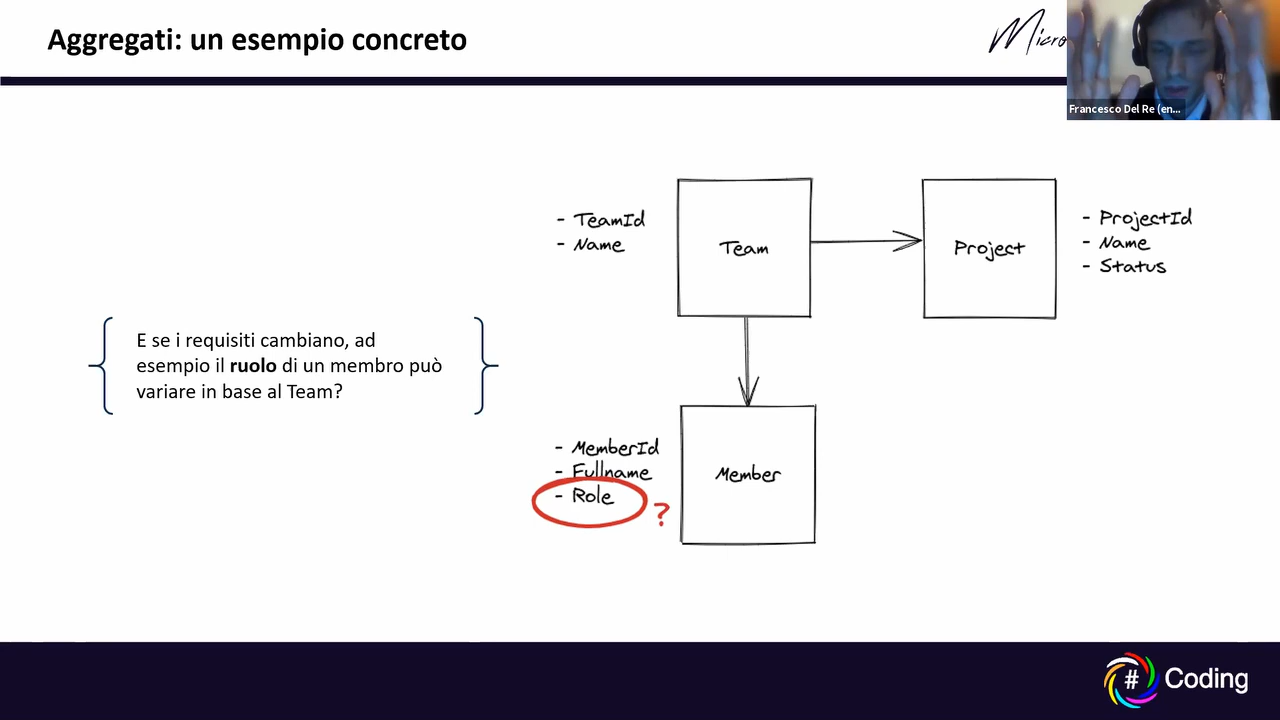 Aggregati: un esempio concreto
Micro
Francesco Del Re (en...
- TeamId
- Name
Team
Project
- ProjectId
- Name
- Status
E se i requisiti cambiano, ad
esempio il ruolo di un membro può
variare in base al Team?
- MemberId
- Fullname
- Role
?
Member
# Coding